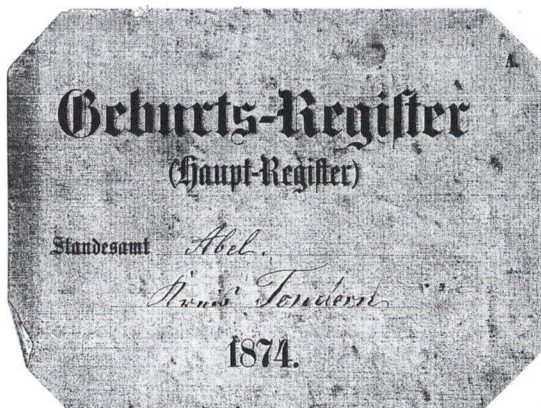 A.
Geburts-Register
(Haupt-Register)
Standesamt Abel.
Kreis Tondern
1874.